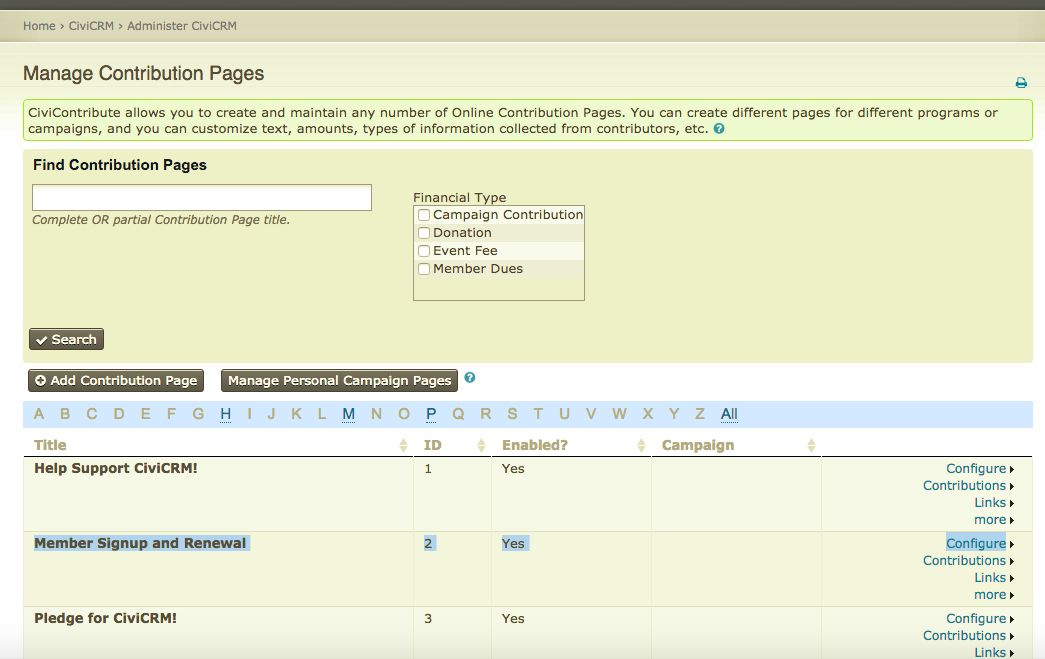 Home › CiviCRM › Administer CiviCRM
Manage Contribution Pages
CiviContribute allows you to create and maintain any number of Online Contribution Pages. You can create different pages for different programs or
campaigns, and you can customize text, amounts, types of information collected from contributors, etc. ?
Find Contribution Pages
Complete OR partial Contribution Page title.
Financial Type
Campaign Contribution
Donation
Event Fee
Member Dues
Search
Add Contribution Page Manage Personal Campaign Pages ?
A B C D E F G H I J K L M N O P Q R S T U V W X Y Z All
Title ID Enabled? Campaign
Help Support CiviCRM! 1 Yes Configure
Contributions
Links
more
Member Signup and Renewal 2 Yes Configure
Contributions
Links
more
Pledge for CiviCRM! 3 Yes Configure
Contributions
Links